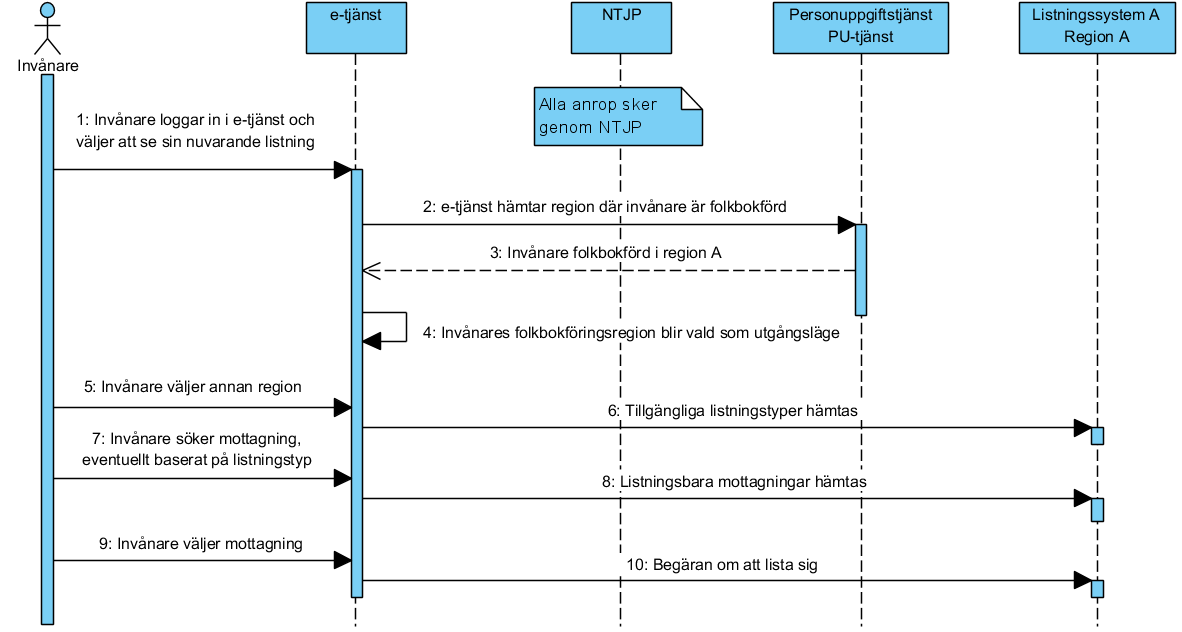 e-tjänst
NTJP
Personuppgiftstjänst
PU-tjänst
Listningssystem A
Region A
Invånare
Alla anrop sker
genom NTJP
1: Invånare loggar in i e-tjänst och
väljer att se sin nuvarande listning
2: e-tjänst hämtar region där invånare är folkbokförd
3: Invånare folkbokförd i region A
4: Invånares folkbokföringsregion blir vald som utgångsläge
5: Invånare väljer annan region
6: Tillgängliga listningstyper hämtas
7: Invånare söker mottagning,
eventuellt baserat på listningstyp
8: Listningsbara mottagningar hämtas
9: Invånare väljer mottagning
10: Begäran om att lista sig